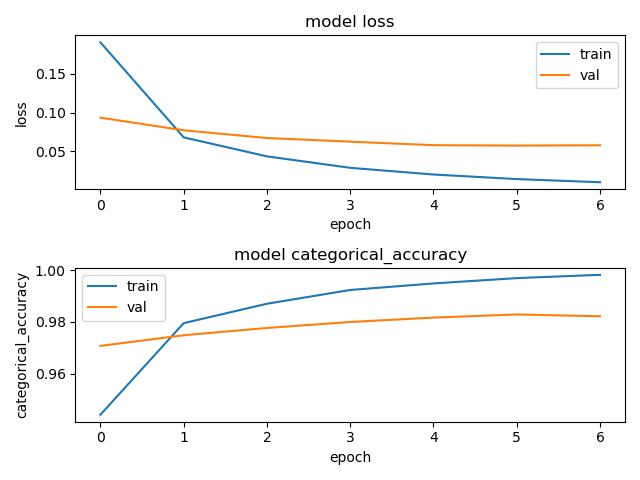 model loss
train
val
0.15
0.10
0.05
loss
0 1 2 3 4 5 6
epoch
model categorical_accuracy
train
val
1.00
0.98
0.96
categorical_accuracy
0 1 2 3 4 5 6
epoch